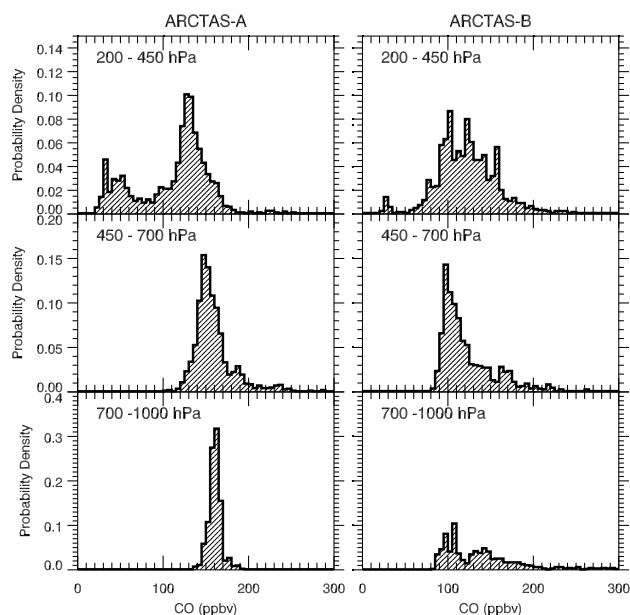 ARCTAS-A
ARCTAS-B
200 - 450 hPa
200 - 450 hPa
Probability Density
0.14
0.12
0.10
0.08
0.06
0.04
0.02
0.00
450 - 700 hPa
450 - 700 hPa
Probability Density
0.20
0.15
0.10
0.05
0.00
700 -1000 hPa
700 -1000 hPa
Probability Density
0.4
0.3
0.2
0.1
0.0
0 100 200 300
0 100 200 300
CO (ppbv)
CO (ppbv)